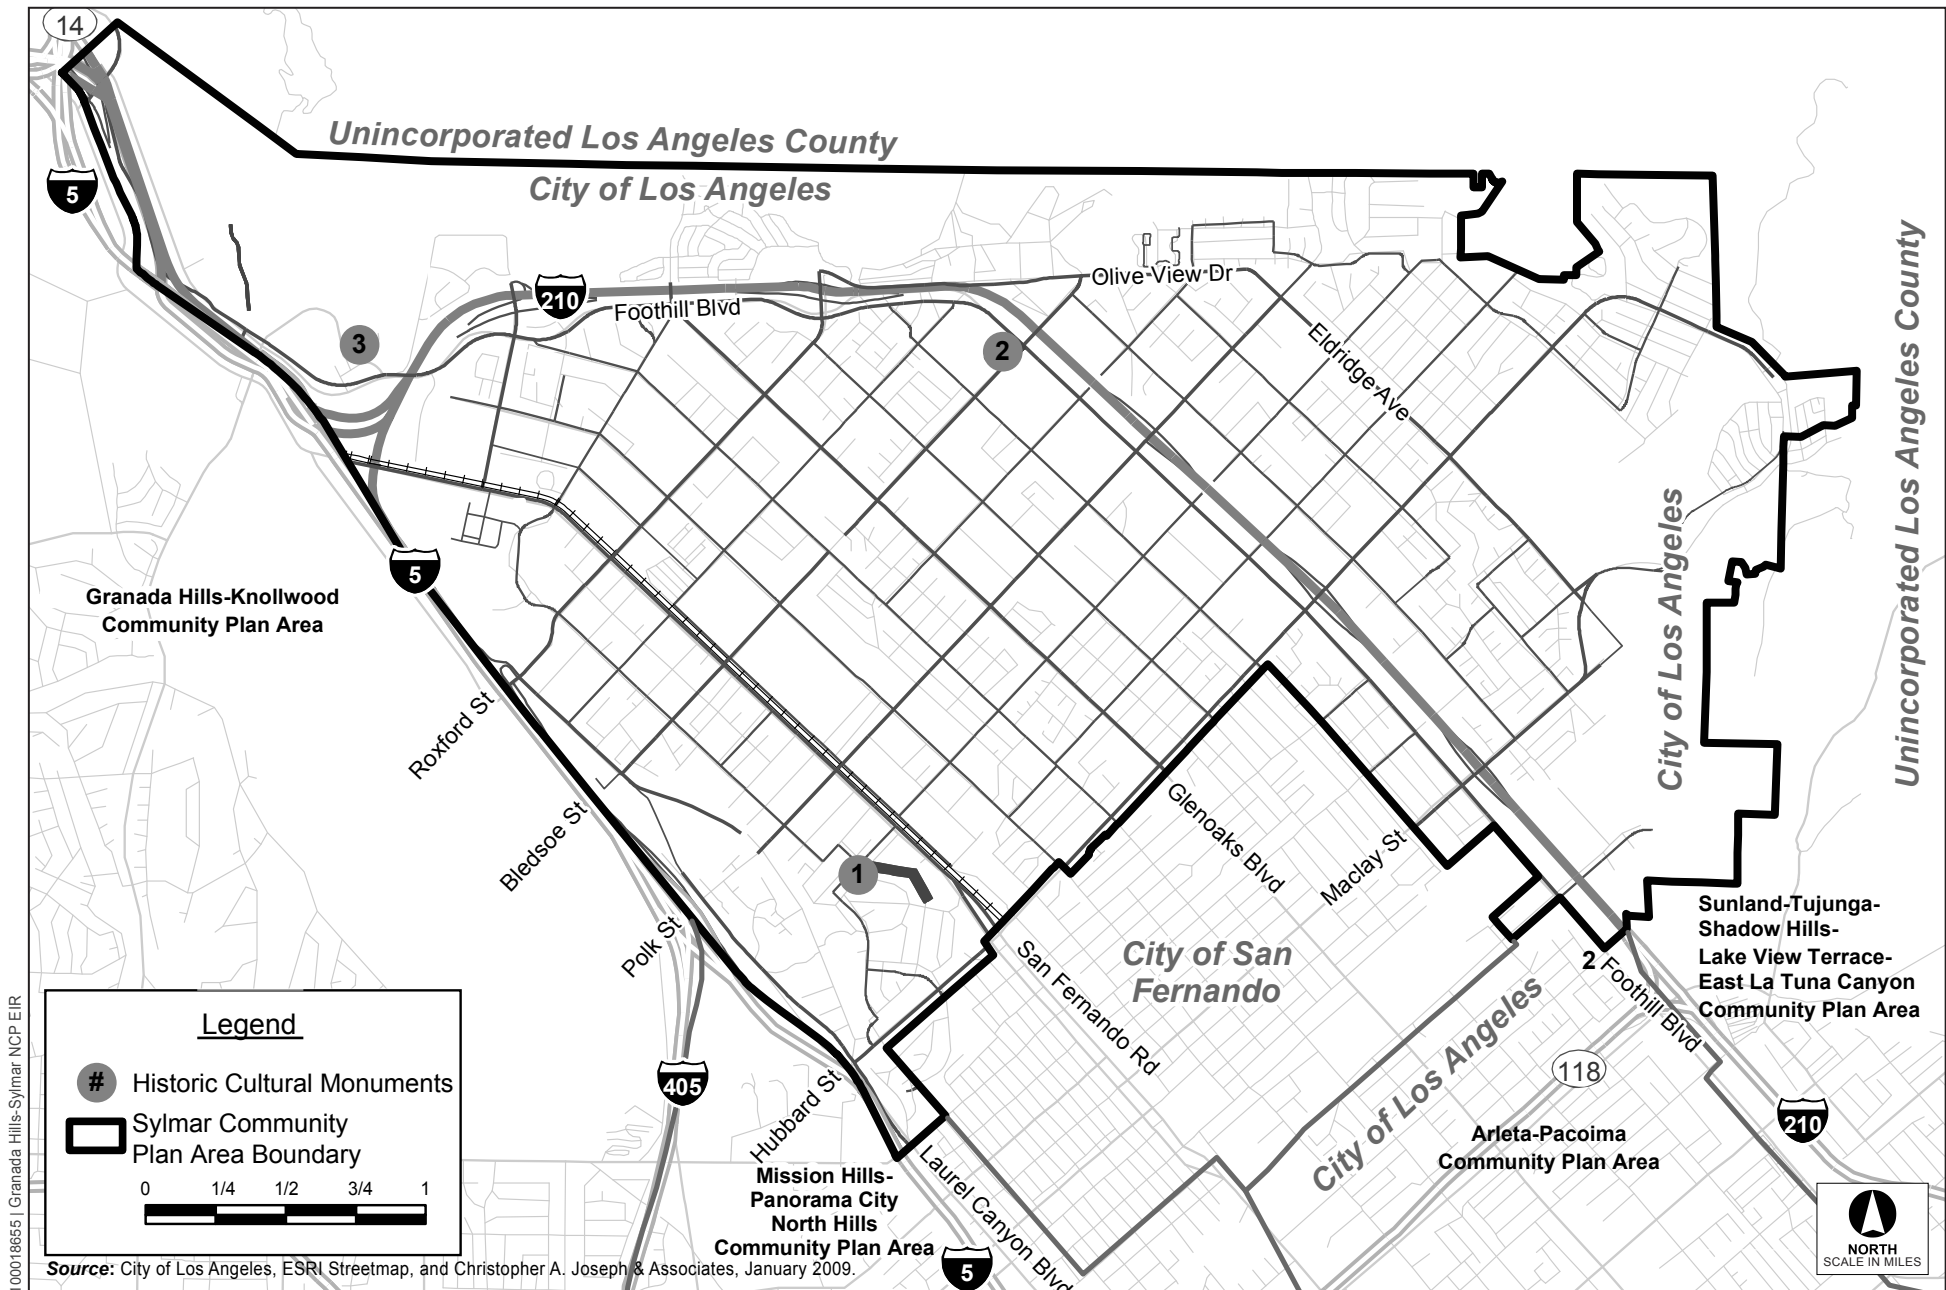 14
Unincorporated Los Angeles County
City of Los Angeles
5
210
Olive View Dr
Foothill Blvd
3
2
Eldridge Ave
Unincorporated Los Angeles County
City of Los Angeles
5
Granada Hills-Knollwood
Community Plan Area
Roxford St
Bledsoe St
Polk St
Hubbard St
1
Glenoaks Blvd
Maclay St
San Fernando Rd
City of San
Fernando
2
Foothill Blvd
Sunland-Tujunga-
Shadow Hills-
Lake View Terrace-
East La Tuna Canyon
Community Plan Area
City of Los Angeles
118
210
Arleta-Pacoima
Community Plan Area
405
Mission Hills-
Panorama City
North Hills
Community Plan Area
Laurel Canyon Blvd
5
Legend
# Historic Cultural Monuments
Sylmar Community
Plan Area Boundary
0 1/4 1/2 3/4 1
NORTH
SCALE IN MILES
Source: City of Los Angeles, ESRI Streetmap, and Christopher A. Joseph & Associates, January 2009.
100018655 | Granada Hills-Sylmar NCP EIR